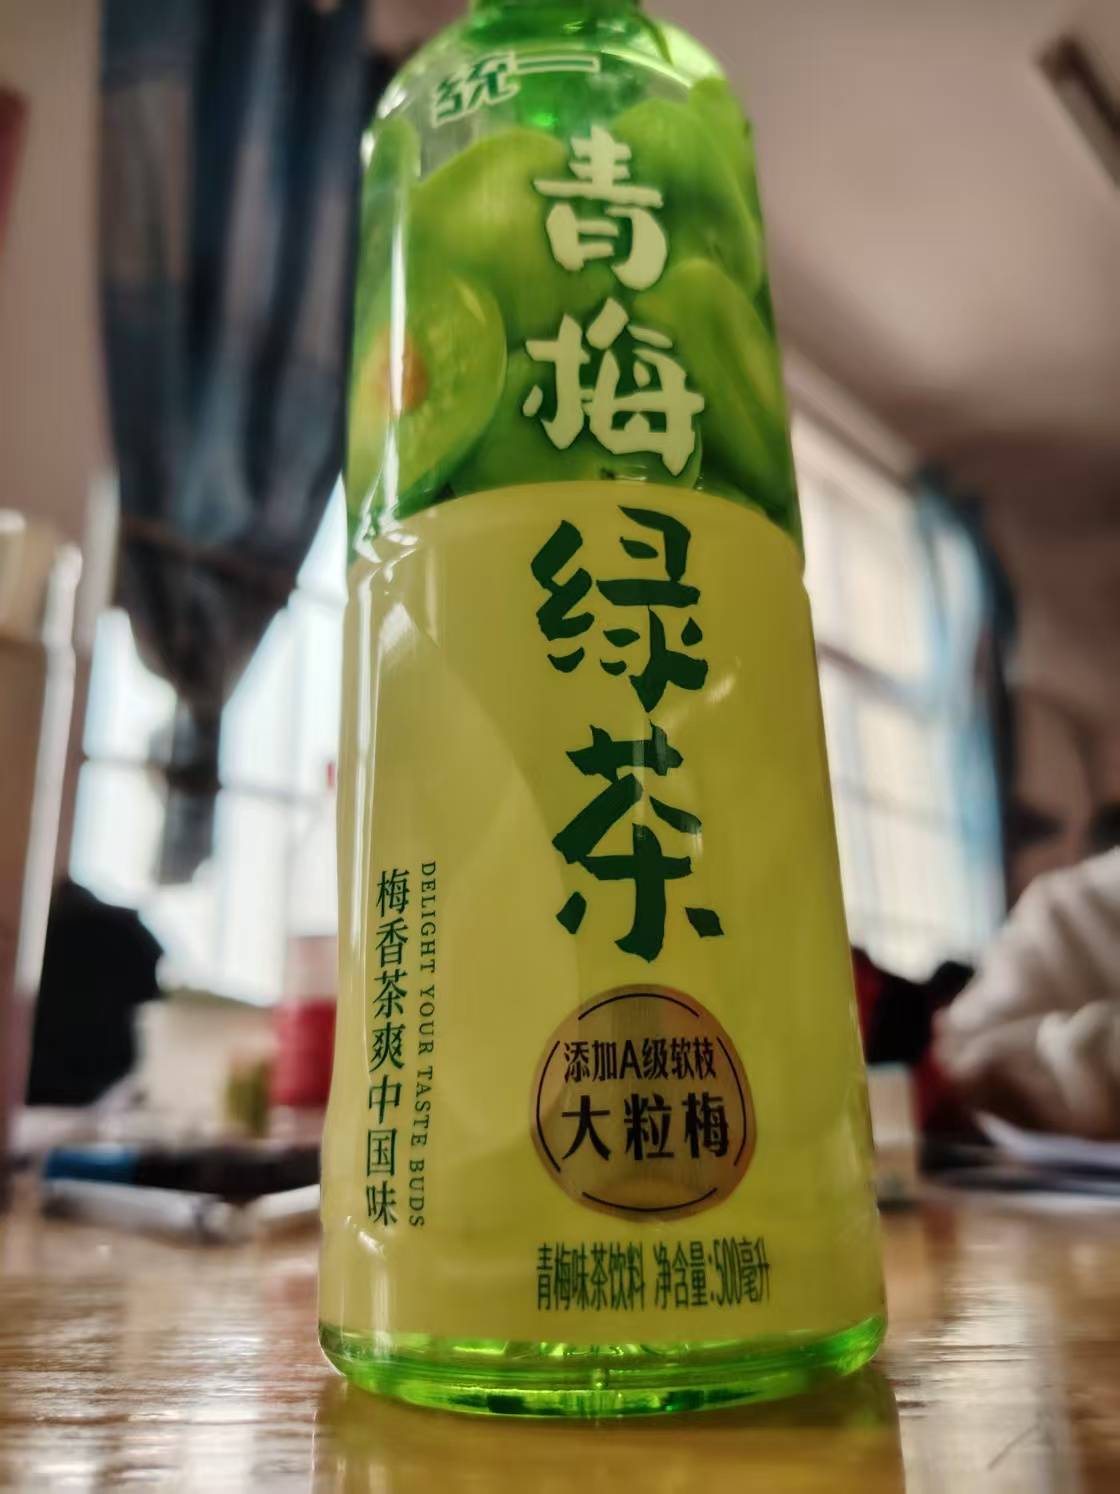 统一
青梅
绿茶
DELIGHT YOUR TASTE BUDS
梅香茶爽中国味
添加A级软枝
大粒梅
青梅味茶饮料 净含量:500毫升